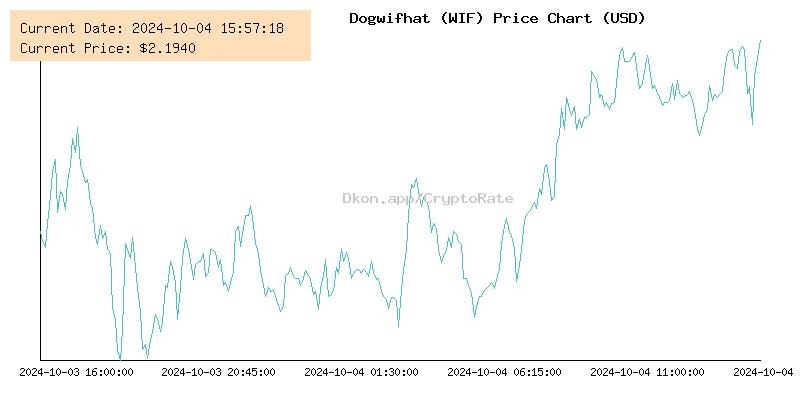 Dogwifhat (WIF) Price Chart (USD)
Current Date: 2024-10-04 15:57:18
Current Price: $2.1940
Dkon.app/CryptoRate
2024-10-03 16:00:00 2024-10-03 20:45:00 2024-10-04 01:30:00 2024-10-04 06:15:00 2024-10-04 11:00:00 2024-10-04